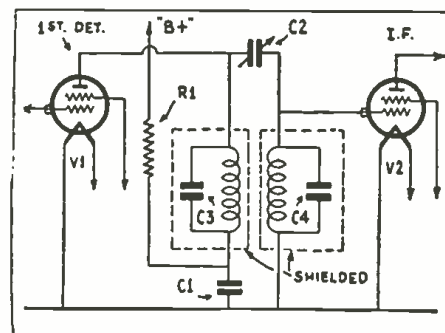 1ST. DET.
"B+"
C2
I.F.
R1
V1
V2
C3
C4
C1
SHIELDED